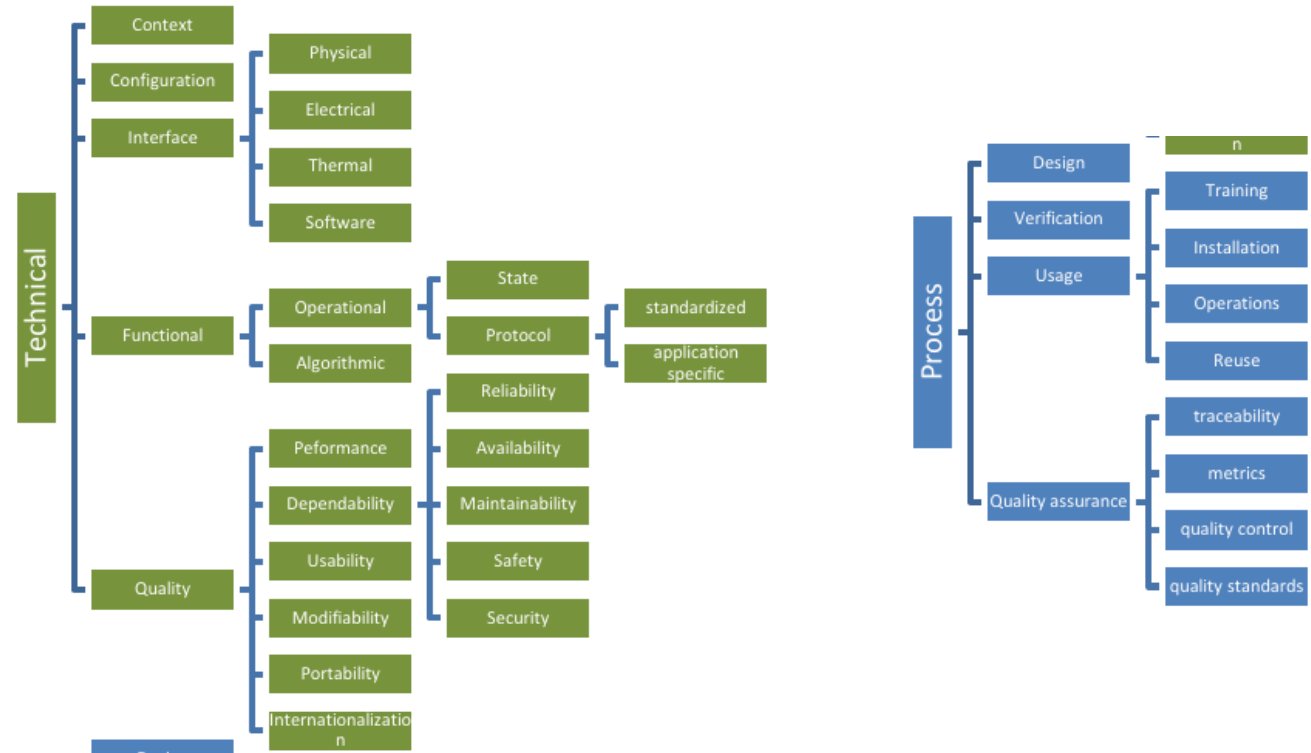 Technical
Context
Configuration
Interface
Physical
Electrical
Thermal
Software
Functional
Operational
State
Protocol
standardized
application
specific
Algorithmic
Quality
Peformance
Dependability
Reliability
Availability
Maintainability
Safety
Security
Usability
Modifiability
Portability
Internationalizatio
n
n
Process
Design
Verification
Usage
Training
Installation
Operations
Reuse
Quality assurance
traceability
metrics
quality control
quality standards